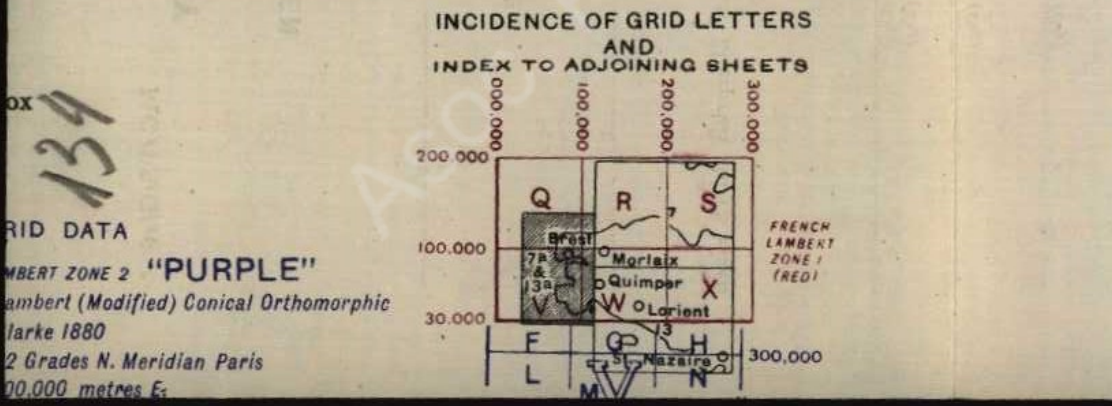 INCIDENCE OF GRID LETTERS
AND
INDEX TO ADJOINING SHEETS
OX
134
000.000
100.000
200.000
300.000
200.000
Q
R
S
7
Brest
100.000
Morlaix
7a
&
13a
Quimper
V
W
X
Lorient
30.000
13
F
G
H
St Nazaire
300,000
L
M
N
V
FRENCH
LAMBERT
ZONE 1
(RED)
RID DATA
MBERT ZONE 2 "PURPLE"
ambert (Modified) Conical Orthomorphic
larke 1880
2 Grades N. Meridian Paris
00.000 metres E